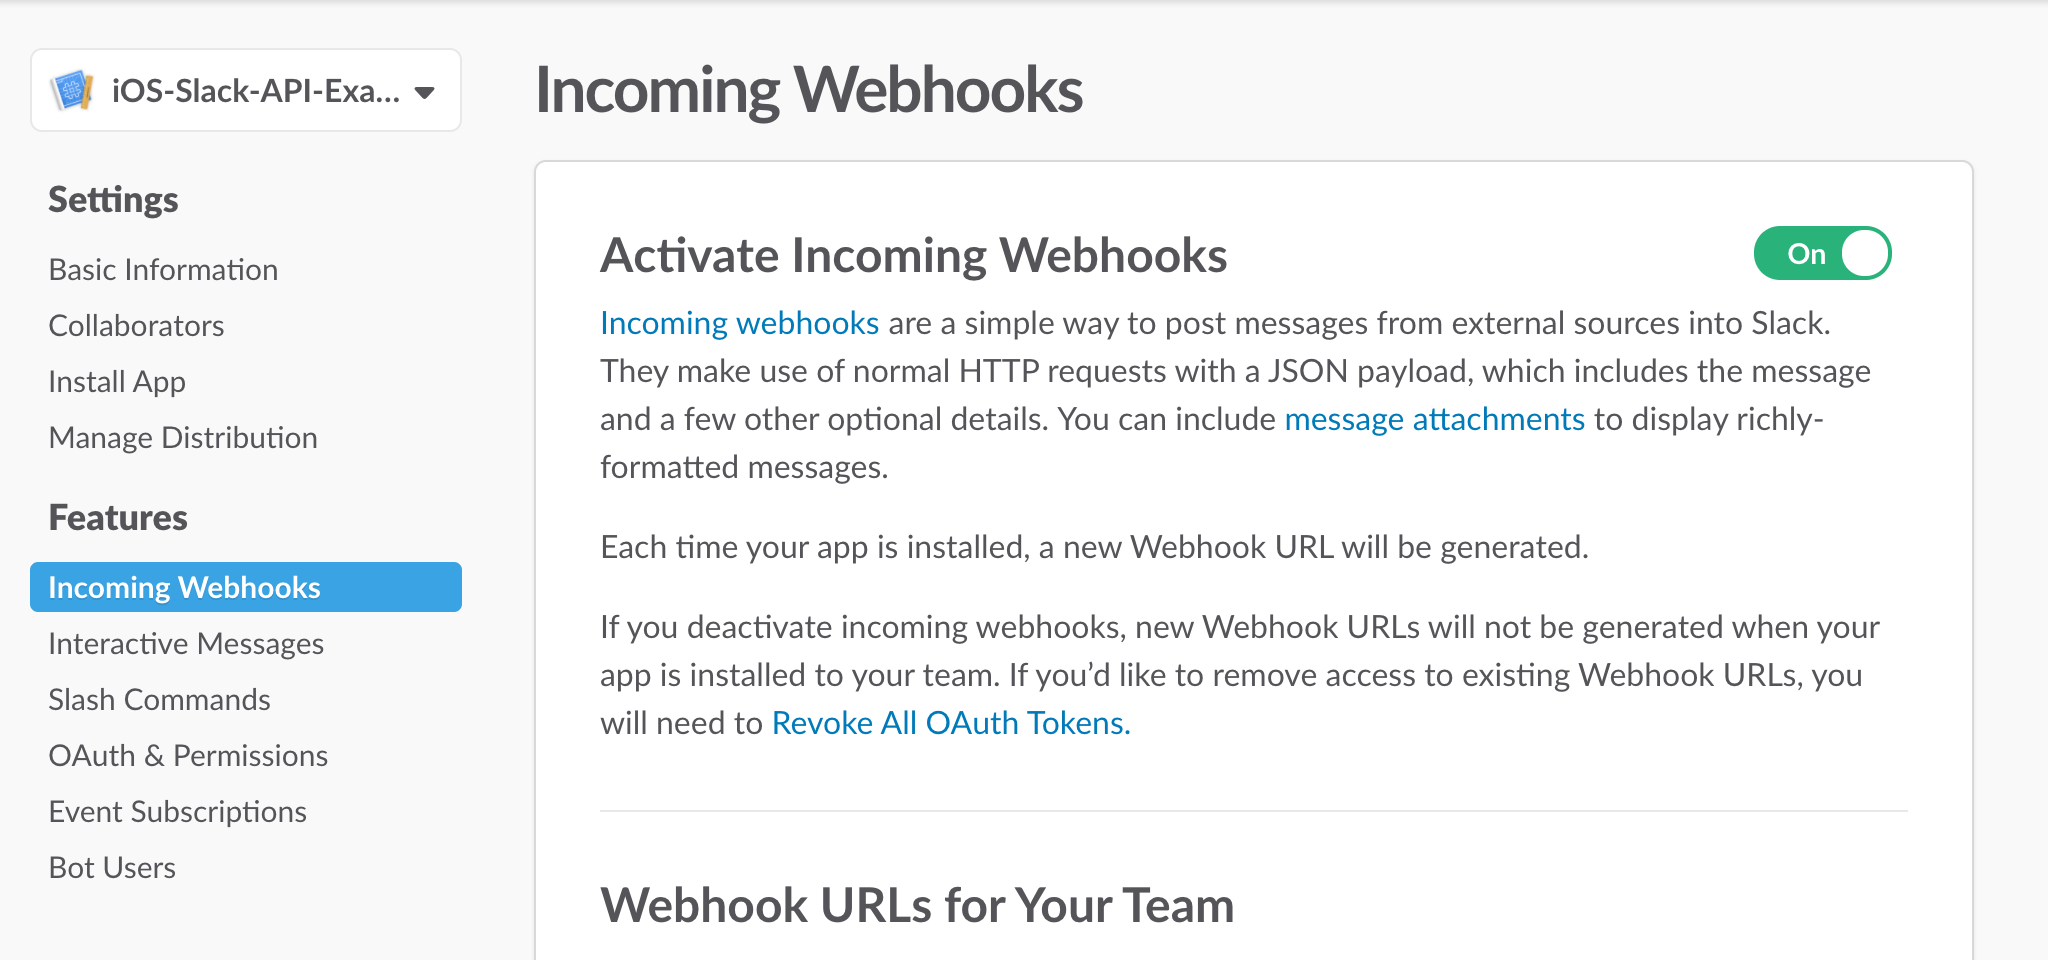 iOS-Slack-API-Exa...
Settings
Basic Information
Collaborators
Install App
Manage Distribution
Features
Incoming Webhooks
Interactive Messages
Slash Commands
OAuth & Permissions
Event Subscriptions
Bot Users
Incoming Webhooks
Activate Incoming Webhooks
On
Incoming webhooks are a simple way to post messages from external sources into Slack.
They make use of normal HTTP requests with a JSON payload, which includes the message
and a few other optional details. You can include message attachments to display richly-
formatted messages.
Each time your app is installed, a new Webhook URL will be generated.
If you deactivate incoming webhooks, new Webhook URLs will not be generated when your
app is installed to your team. If you’d like to remove access to existing Webhook URLs, you
will need to Revoke All OAuth Tokens.
Webhook URLs for Your Team